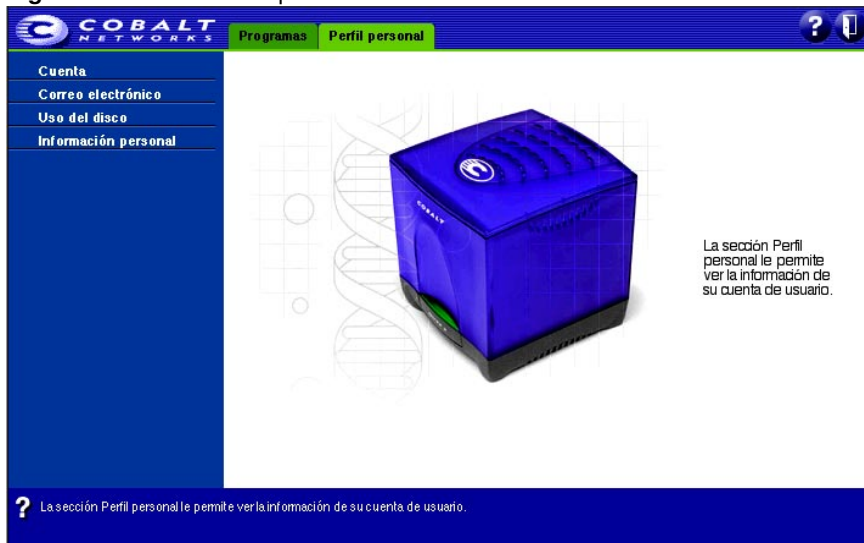 COBALT
NETWORKS
Programas
Perfil personal
?
Cuenta
Correo electrónico
Uso del disco
Información personal
C
COBALT
La sección Perfil
personal le permite
ver la información de
su cuenta de usuario.
? La sección Perfil personal le permite ver la información de su cuenta de usuario.